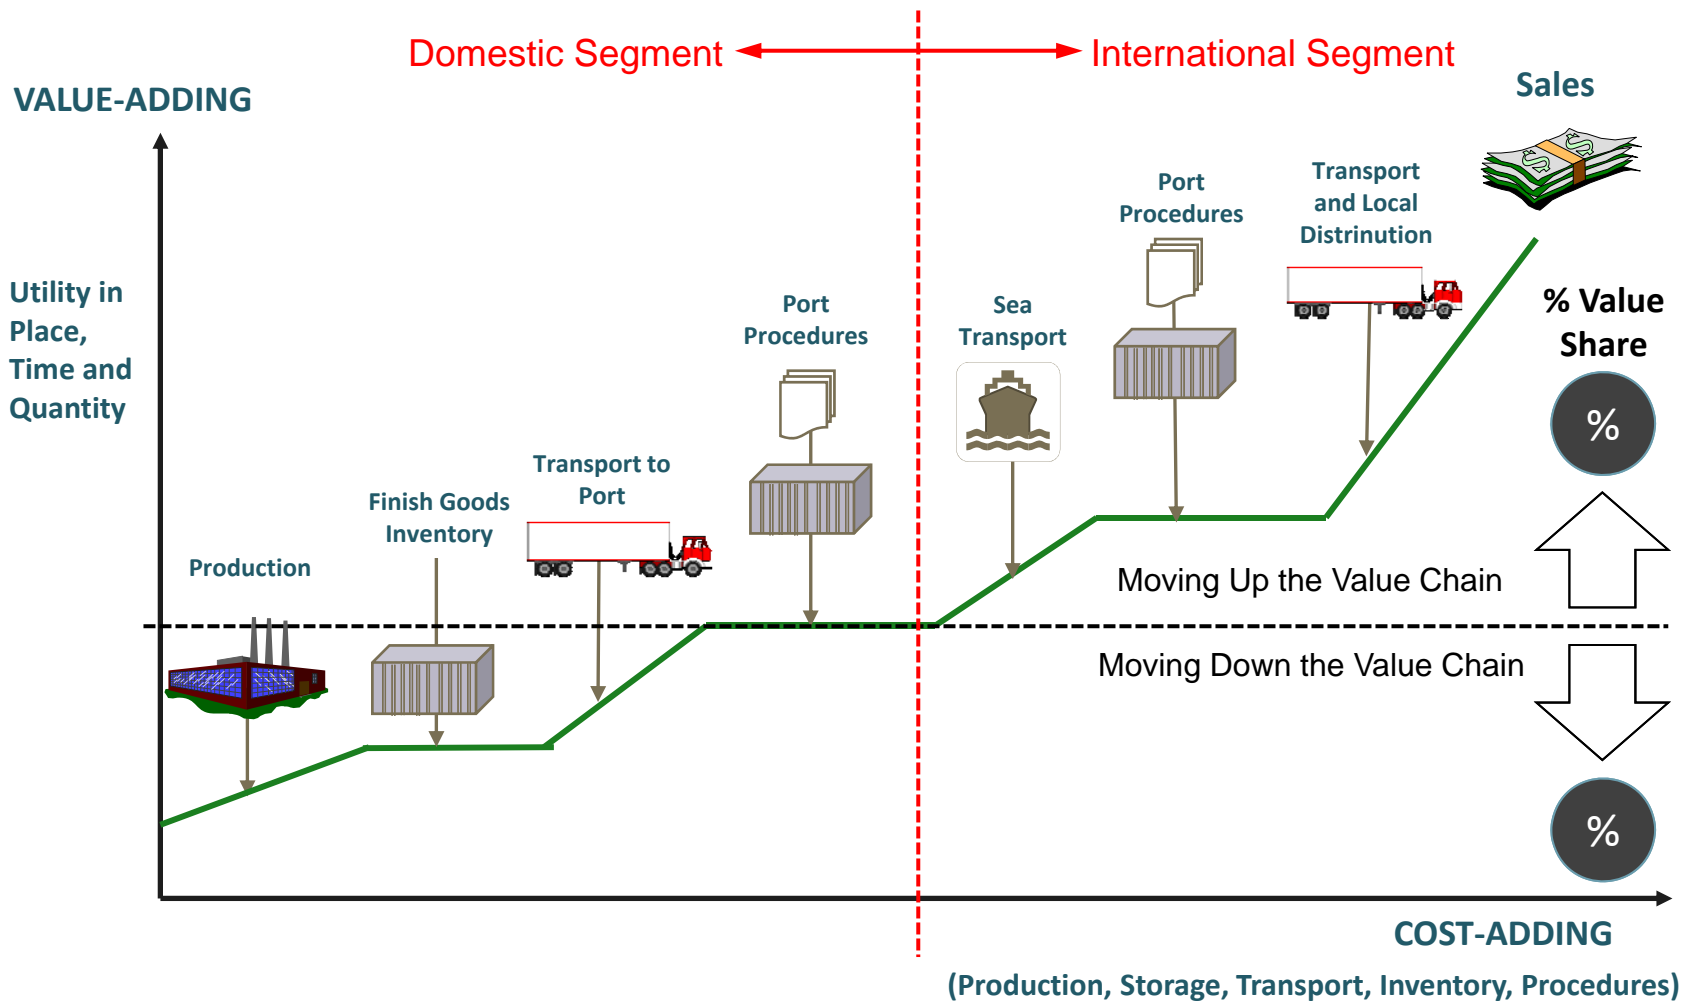 Domestic Segment
International Segment
VALUE-ADDING
Sales
Utility in
Place,
Time and
Quantity
Production
Finish Goods
Inventory
Transport to
Port
Port
Procedures
Sea
Transport
Port
Procedures
Transport
and Local
Distrinution
$
$
% Value
Share
%
Moving Up the Value Chain
Moving Down the Value Chain
%
COST-ADDING
(Production, Storage, Transport, Inventory, Procedures)